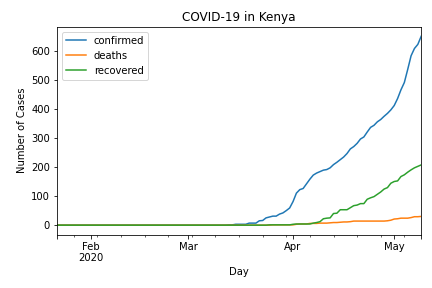 COVID-19 in Kenya
confirmed
deaths
recovered
Number of Cases
600
500
400
300
200
100
0
Feb
2020
Mar
Apr
May
Day